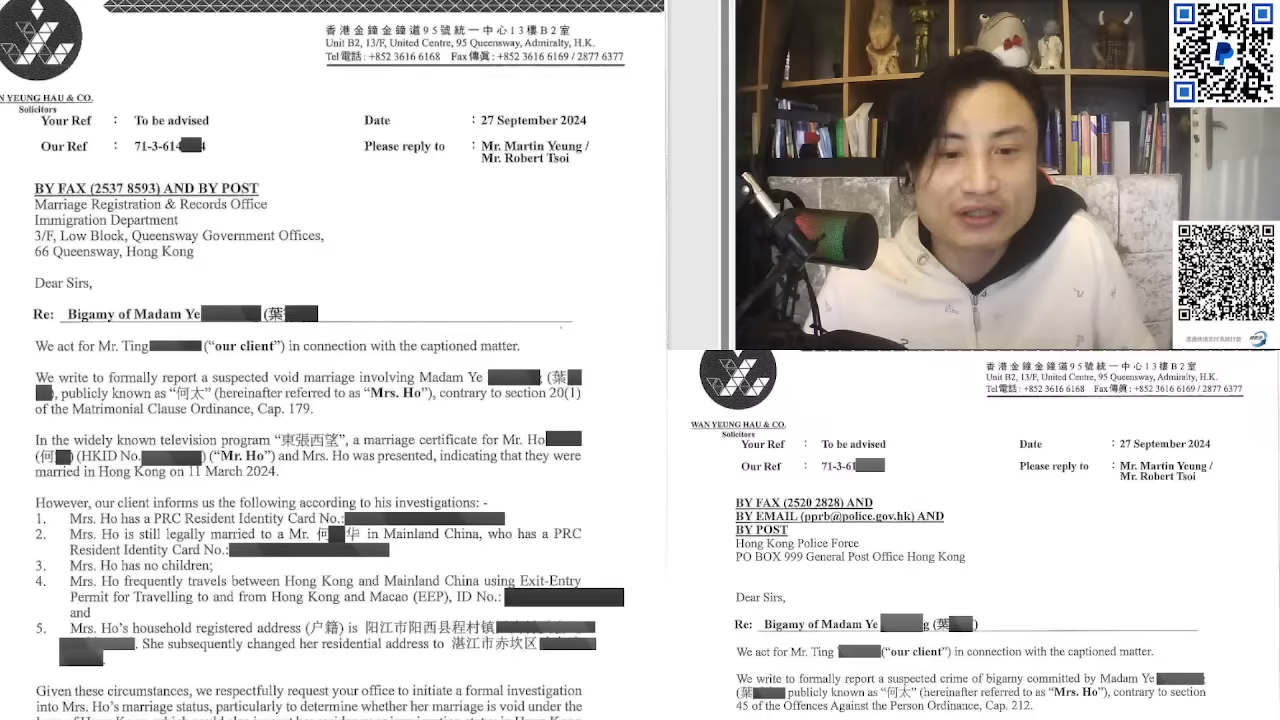 香港金鐘金鐘道95號統一中心13樓B2室
Unit B2, 13/F, United Centre, 95 Queensway, Admiralty, H.K.
Tel電話 : +852 3616 6168 Fax傳真 : +852 3616 6169 / 2877 6377
N YEUNG HAU & CO.
Solicitors
Your Ref : To be advised
Date : 27 September 2024
Our Ref : 71-3-614 4
Please reply to : Mr. Martin Yeung /
Mr. Robert Tsoi
BY FAX (2537 8593) AND BY POST
Marriage Registration & Records Office
Immigration Department
3/F, Low Block, Queensway Government Offices,
66 Queensway, Hong Kong
Dear Sirs,
Re: Bigamy of Madam Ye (葉
We act for Mr. Ting (“our client”) in connection with the captioned matter.
We write to formally report a suspected void marriage involving Madam Ye (葉
), publicly known as “何太” (hereinafter referred to as “Mrs. Ho”), contrary to section 20(1)
of the Matrimonial Clause Ordinance, Cap. 179.
In the widely known television program “東張西望”, a marriage certificate for Mr. Ho
(何 ) (HKID No. ) (“Mr. Ho”) and Mrs. Ho was presented, indicating that they were
married in Hong Kong on 11 March 2024.
However, our client informs us the following according to his investigations: -
1. Mrs. Ho has a PRC Resident Identity Card No.:
2. Mrs. Ho is still legally married to a Mr. 何 华 in Mainland China, who has a PRC
Resident Identity Card No.:
3. Mrs. Ho has no children;
4. Mrs. Ho frequently travels between Hong Kong and Mainland China using Exit-Entry
Permit for Travelling to and from Hong Kong and Macao (EEP), ID No.:
and
5. Mrs. Ho's household registered address (户籍) is 阳江市阳西县程村镇
. She subsequently changed her residential address to 湛江市赤坎区
.
Given these circumstances, we respectfully request your office to initiate a formal investigation
into Mrs. Ho's marriage status, particularly to determine whether her marriage is void under the
香港金鐘金鐘道95號統一中心13樓B2室
Unit B2, 13/F, United Centre, 95 Queensway, Admiralty, H.K.
Tel電話 : +852 3616 6168 Fax傳真 : +852 3616 6169 / 2877 6377
WAN YEUNG HAU & CO.
Solicitors
Your Ref : To be advised
Date : 27 September 2024
Our Ref : 71-3-61
Please reply to : Mr. Martin Yeung /
Mr. Robert Tsoi
BY FAX (2520 2828) AND
BY EMAIL (pprb@police.gov.hk) AND
BY POST
Hong Kong Police Force
PO BOX 999 General Post Office Hong Kong
Dear Sirs,
Re: Bigamy of Madam Ye g (葉 )
We act for Mr. Ting (“our client”) in connection with the captioned matter.
We write to formally report a suspected crime of bigamy committed by Madam Ye
(葉 publicly known as “何太” (hereinafter referred to as “Mrs. Ho”), contrary to section
45 of the Offences Against the Person Ordinance, Cap. 212.